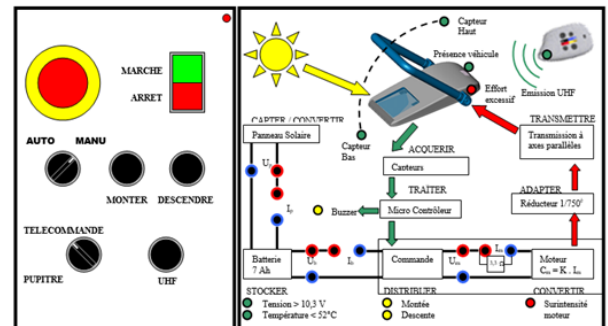 MARCHE
ARRET
AUTO MANU
MONTER DESCENDRE
TELECOMMANDE
PUPITRE
UHF
Capteur
Haut
Présence véhicule
Effort
excessif
Emission UHF
CAPTER / CONVERTIR
Panneau Solaire
Capteur
Bas
ACQUERIR
Capteurs
TRANSMETTRE
Transmission à
axes parallèles
TRAITER
Micro Contrôleur
Buzzer
ADAPTER
Réducteur 1/750°
Batterie
7 Ah
Commande
Moteur
Cm = K . Im
STOCKER
Tension > 10,3 V
Température < 52°C
DISTRIBUER
Montée
Descente
CONVERTIR
Surintensité
moteur